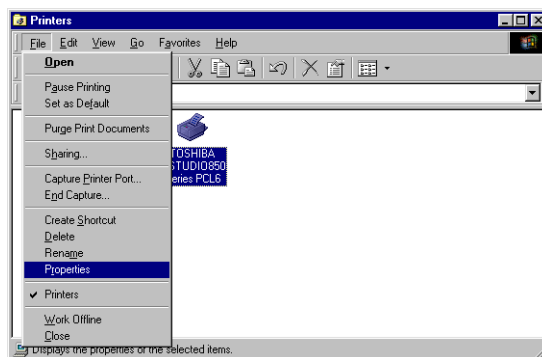 Printers
File Edit View Go Favorites Help
Open
Pause Printing
Set as Default
Purge Print Documents
Sharing...
Capture Printer Port...
End Capture...
Create Shortcut
Delete
Rename
Properties
Printers
Work Offline
Close
TOSHIBA
STUDIO850
eries PCL6
Displays the properties of the selected items.